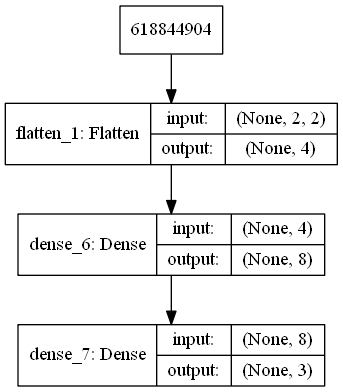 618844904
flatten_1: Flatten
input:
(None, 2, 2)
output:
(None, 4)
dense_6: Dense
input:
(None, 4)
output:
(None, 8)
dense_7: Dense
input:
(None, 8)
output:
(None, 3)